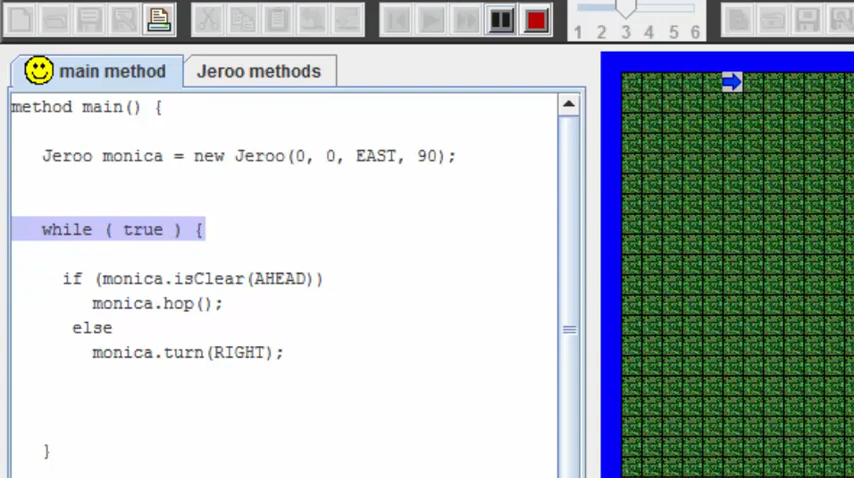 1 2 3 4 5 6
main method Jeroo methods
method main() {
Jeroo monica = new Jeroo(0, 0, EAST, 90);
while ( true ) {
if (monica.isClear(AHEAD))
monica.hop();
else
monica.turn(RIGHT);
}